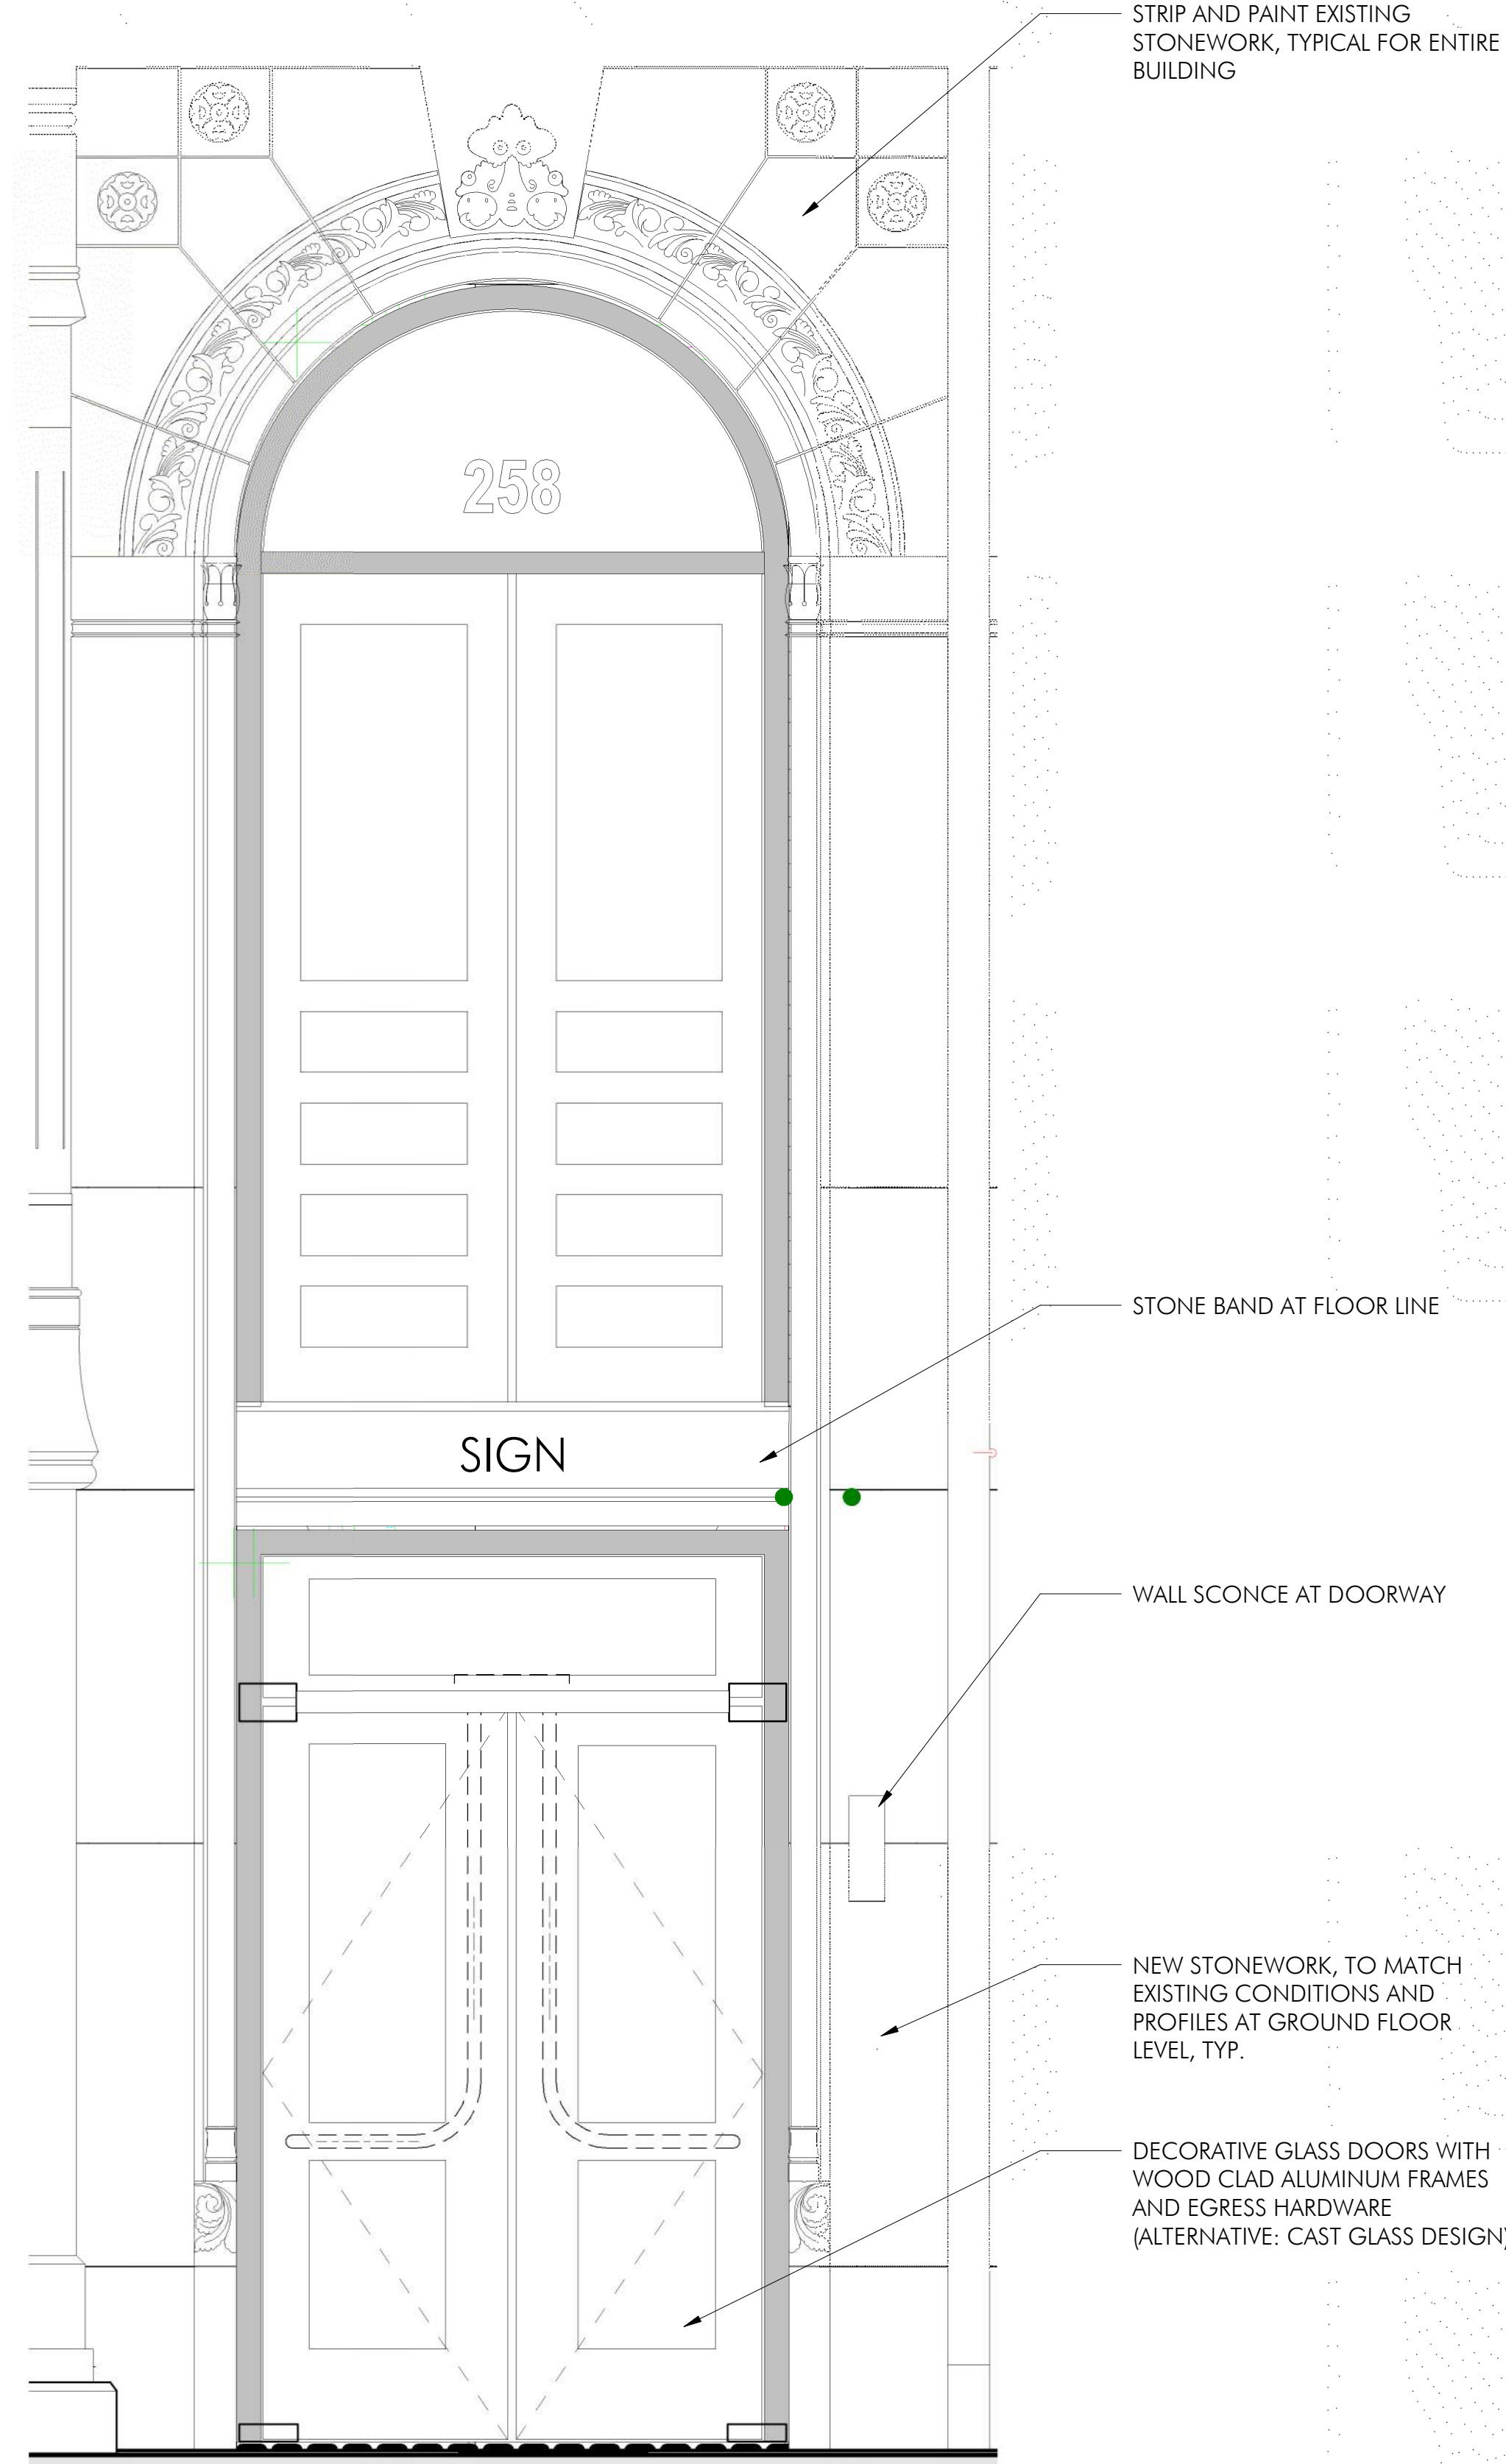 STRIP AND PAINT EXISTING
STONEWORK, TYPICAL FOR ENTIRE
BUILDING
258
STONE BAND AT FLOOR LINE
SIGN
WALL SCONCE AT DOORWAY
NEW STONEWORK, TO MATCH
EXISTING CONDITIONS AND
PROFILES AT GROUND FLOOR
LEVEL, TYP.
DECORATIVE GLASS DOORS WITH
WOOD CLAD ALUMINUM FRAMES
AND EGRESS HARDWARE
(ALTERNATIVE: CAST GLASS DESIGN)